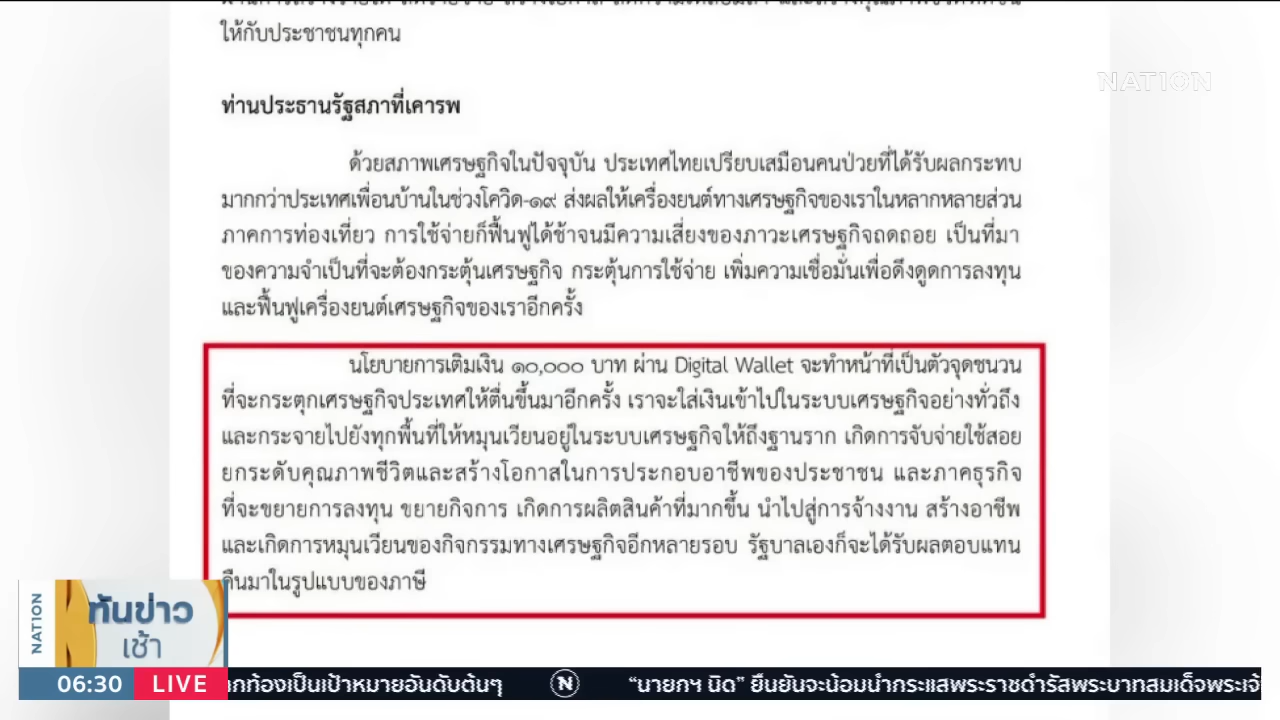 ให้กับประชาชนทุกคน
NATION
ท่านประธานรัฐสภาที่เคารพ
ด้วยสภาพเศรษฐกิจในปัจจุบัน ประเทศไทยเปรียบเสมือนคนป่วยที่ได้รับผลกระทบ
มากกว่าประเทศเพื่อนบ้านในช่วงโควิด-๑๙ ส่งผลให้เครื่องยนต์ทางเศรษฐกิจของเราในหลากหลายส่วน
ภาคการท่องเที่ยว การใช้จ่ายก็ฟื้นฟูได้ช้าจนมีความเสี่ยงของภาวะเศรษฐกิจถดถอย เป็นที่มา
ของความจำเป็นที่จะต้องกระตุ้นเศรษฐกิจ กระตุ้นการใช้จ่าย เพิ่มความเชื่อมั่นเพื่อดึงดูดการลงทุน
และฟื้นฟูเครื่องยนต์เศรษฐกิจของเราอีกครั้ง
นโยบายการเติมเงิน ๑๐,๐๐๐ บาท ผ่าน Digital Wallet จะทำหน้าที่เป็นตัวจุดชนวน
ที่จะกระตุกเศรษฐกิจประเทศให้ตื่นขึ้นมาอีกครั้ง เราจะใส่เงินเข้าไปในระบบเศรษฐกิจอย่างทั่วถึง
และกระจายไปยังทุกพื้นที่ให้หมุนเวียนอยู่ในระบบเศรษฐกิจให้ถึงฐานราก เกิดการจับจ่ายใช้สอย
ยกระดับคุณภาพชีวิตและสร้างโอกาสในการประกอบอาชีพของประชาชน และภาคธุรกิจ
ที่จะขยายการลงทุน ขยายกิจการ เกิดการผลิตสินค้าที่มากขึ้น นำไปสู่การจ้างงาน สร้างอาชีพ
และเกิดการหมุนเวียนของกิจกรรมทางเศรษฐกิจอีกหลายรอบ รัฐบาลเองก็จะได้รับผลตอบแทน
คืนมาในรูปแบบของภาษี
NATION
ทันข่าว
เช้า
06:30 LIVE
ากท้องเป็นเป้าหมายอันดับต้นๆ N “นายกฯ นิด” ยืนยันจะน้อมนำกระแสพระราชดำรัสพระบาทสมเด็จพระเจ้